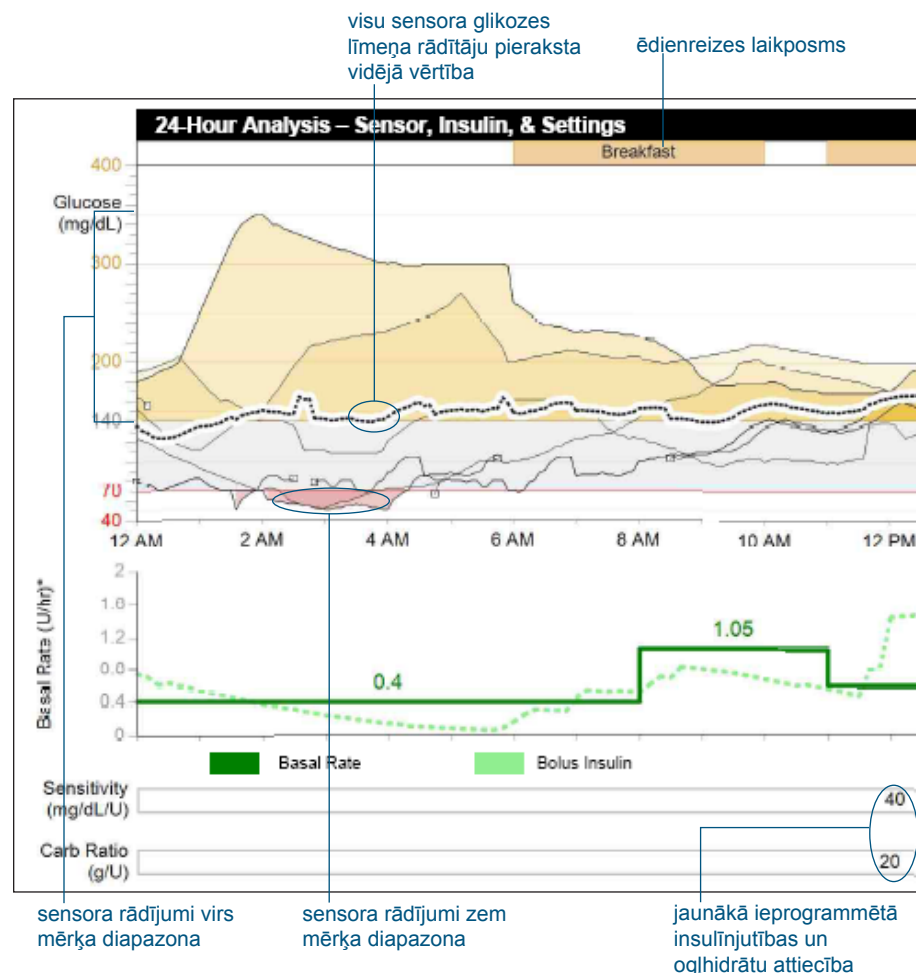 visu sensora glikozes
līmeņa rādītāju pieraksta
vidējā vērtība
ēdienreizes laikposms
24-Hour Analysis – Sensor, Insulin, & Settings
Breakfast
400
Glucose
(mg/dL)
300
200
140
70
40
12 AM
2 AM
4 AM
6 AM
8 AM
10 AM
12 PM
Basal Rate (U/hr)*
2
1.6
1.2
0.8
0.4
0
0.4
1.05
Basal Rate
Bolus Insulin
Sensitivity
(mg/dL/U)
40
Carb Ratio
(g/U)
20
sensora rādījumi virs
mērķa diapazona
sensora rādījumi zem
mērķa diapazona
jaunākā ieprogrammētā
insulīnjutības un
ogļhidrātu attiecība